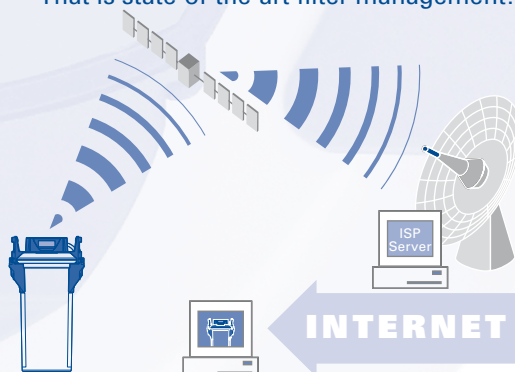 That is state-of-the-art filter management.
ISP
Server
INTERNET